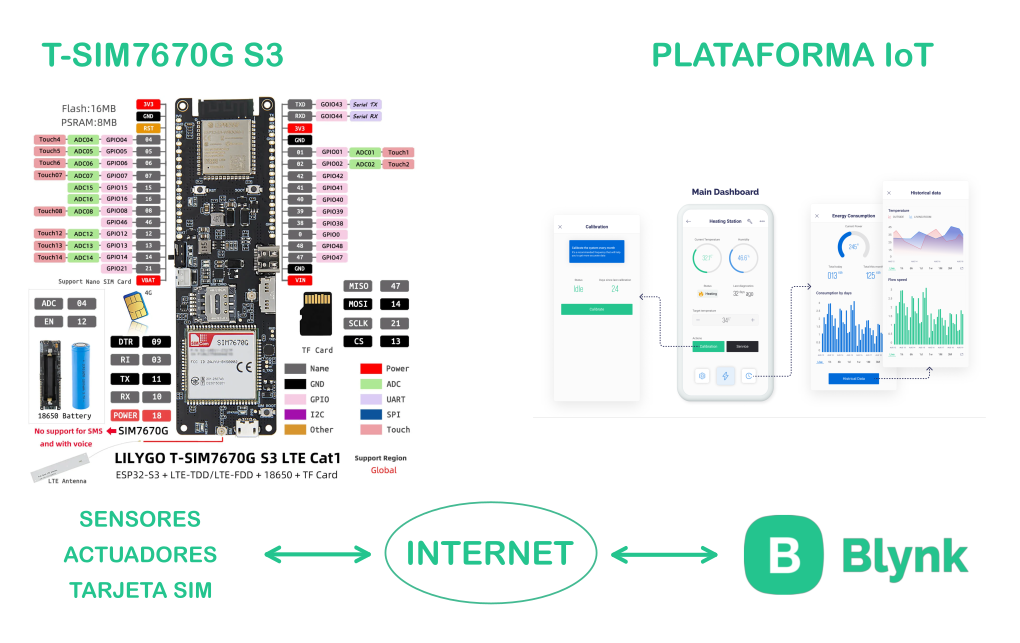 T-SIM7670G S3
PLATAFORMA IoT
Flash:16MB
PSRAM:8MB
3V3
GND
RST
Touch4 ADC04 GPIO04 04
Touch5 ADC05 GPIO05 05
Touch6 ADC06 GPIO06 06
Touch07 ADC07 GPIO07 07
ADC15 GPIO15 15
ADC16 GPIO16 16
Touch08 ADC08 GPIO08 08
GPIO46 46
Touch12 ADC12 GPIO12 12
Touch13 ADC13 GPIO13 13
Touch14 ADC14 GPIO14 14
GPIO21 21
Support Nano SIM Card VBAT
TXD GOIO43 Serial TX
RXD GOIO44 Serial RX
3V3
GND
01 GPIO01 ADC01 Touch1
02 GPIO02 ADC02 Touch2
42 GPIO42
41 GPIO41
40 GPIO40
39 GPIO39
38 GPIO38
0 GPIO0
48 GPIO48
47 GPIO47
GND
VIN
4G
ADC 04
EN 12
18650 Battery
DTR 09
RI 03
TX 11
RX 10
POWER 18
SIM7670G
No support for SMS
and with voice
LTE Antenna
SIM7670G
CE
MISO 47
MOSI 14
SCLK 21
CS 13
TF Card
Name Power
GND ADC
GPIO UART
I2C SPI
Other Touch
LILYGO T-SIM7670G S3 LTE Cat1
ESP32-S3 + LTE-TDD/LTE-FDD + 18650 + TF Card
Support Region
Global
Main Dashboard
Calibration
Idle 24
Calibrate
Heating Station
Current Temperature Humidity
Heating
Target temperature
34°
Calibration Service
Energy Consumption
Consumption by days
Historical Data
Historical data
Temperature
Flow speed
SENSORES
ACTUADORES
TARJETA SIM
INTERNET
B Blynk